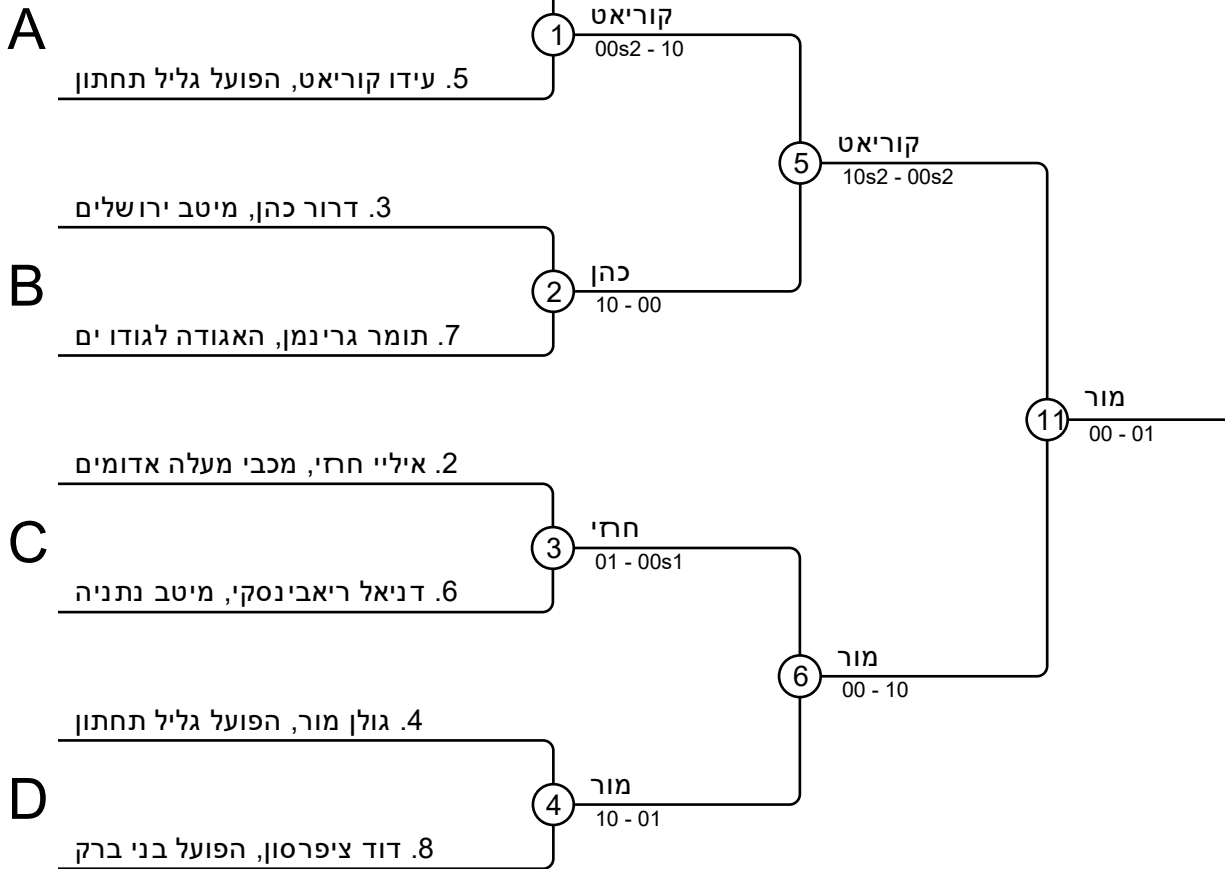 A
קוריאט
1
00s2 - 10
5. עידו קוריאט, הפועל גליל תחתון
קוריאט
5
10s2 - 00s2
3. דרור כהן, מיטב ירושלים
B
כהן
2
10 - 00
7. תומר גרינמן, האגודה לגודו ים
מור
11
00 - 01
2. איליי חרזי, מכבי מעלה אדומים
C
חרזי
3
01 - 00s1
6. דניאל ריאבינסקי, מיטב נתניה
מור
6
00 - 10
4. גולן מור, הפועל גליל תחתון
D
מור
4
10 - 01
8. דוד ציפרסון, הפועל בני ברק